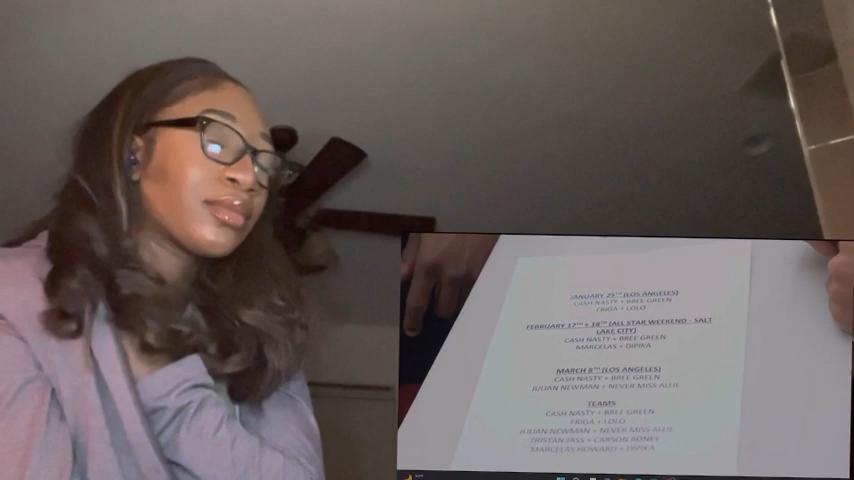 JANUARY 25TH (LOS ANGELES)
CASH NASTY + BREE GREEN
FRIGA + LOLO
FEBRUARY 17TH + 18TH (ALL STAR WEEKEND - SALT
LAKE CITY)
CASH NASTY + BREE GREEN
MARCELAS + DIPIKA
MARCH 8TH (LOS ANGELES)
CASH NASTY + BREE GREEN
JULIAN NEWMAN + NEVER MISS ALLIE
TEAMS
CASH NASTY + BREE GREEN
FRIGA + LOLO
JULIAN NEWMAN + NEVER MISS ALLIE
TRISTAN JASS + CARSON RONEY
MARCELAS HOWARD + DIPIKA